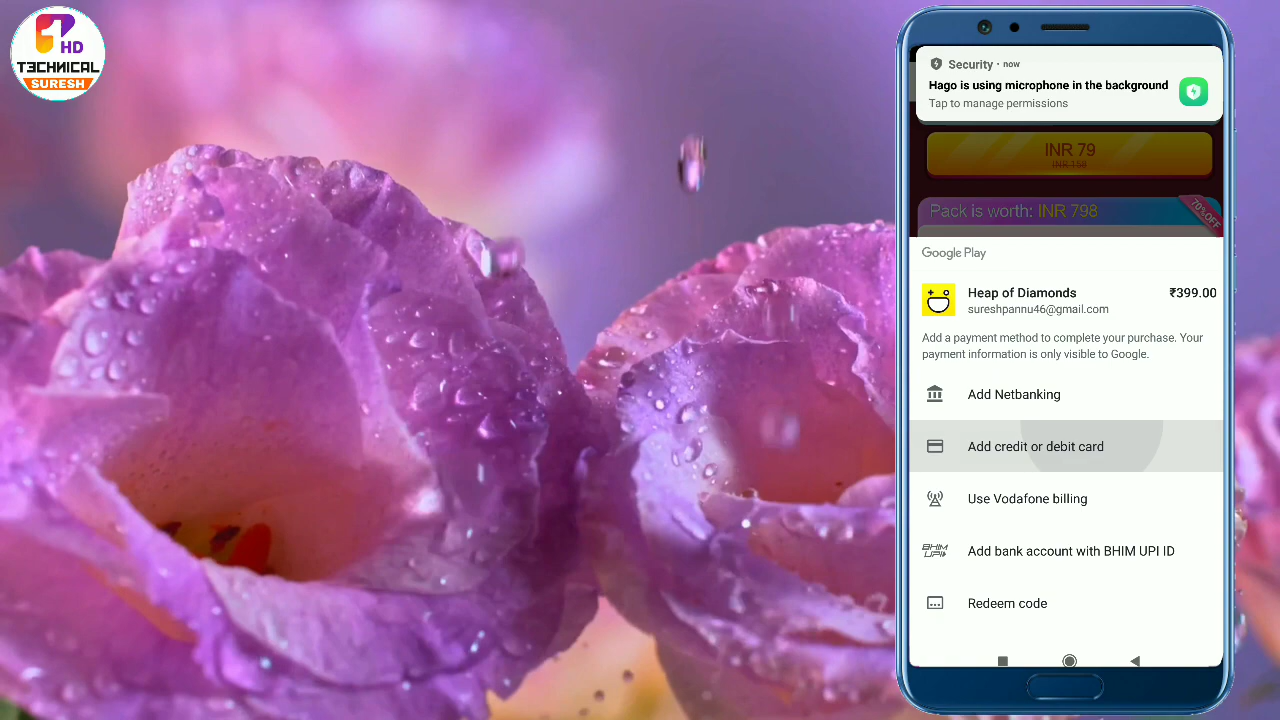 HD
TECHNICAL
SURESH
Security · now
Hago is using microphone in the background
Tap to manage permissions
INR 79
INR 158
Pack is worth: INR 798
70%OFF
Google Play
Heap of Diamonds
₹399.00
sureshpannu46@gmail.com
Add a payment method to complete your purchase. Your
payment information is only visible to Google.
Add Netbanking
Add credit or debit card
Use Vodafone billing
BHIM
UPI
Add bank account with BHIM UPI ID
Redeem code